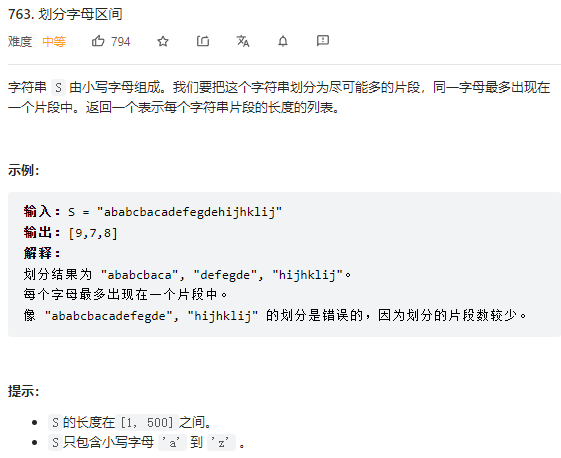 763. 划分字母区间
难度 中等 794
字符串 S 由小写字母组成。我们要把这个字符串划分为尽可能多的片段，同一字母最多出现在
一个片段中。返回一个表示每个字符串片段的长度的列表。
示例：
输入：S = "ababcbacadefegdehijhklij"
输出：[9,7,8]
解释：
划分结果为 "ababcbaca", "defegde", "hijhklij"。
每个字母最多出现在一个片段中。
像 "ababcbacadefegde", "hijhklij" 的划分是错误的，因为划分的片段数较少。
提示：
• S 的长度在[1, 500]之间。
• S 只包含小写字母 'a' 到 'z' 。